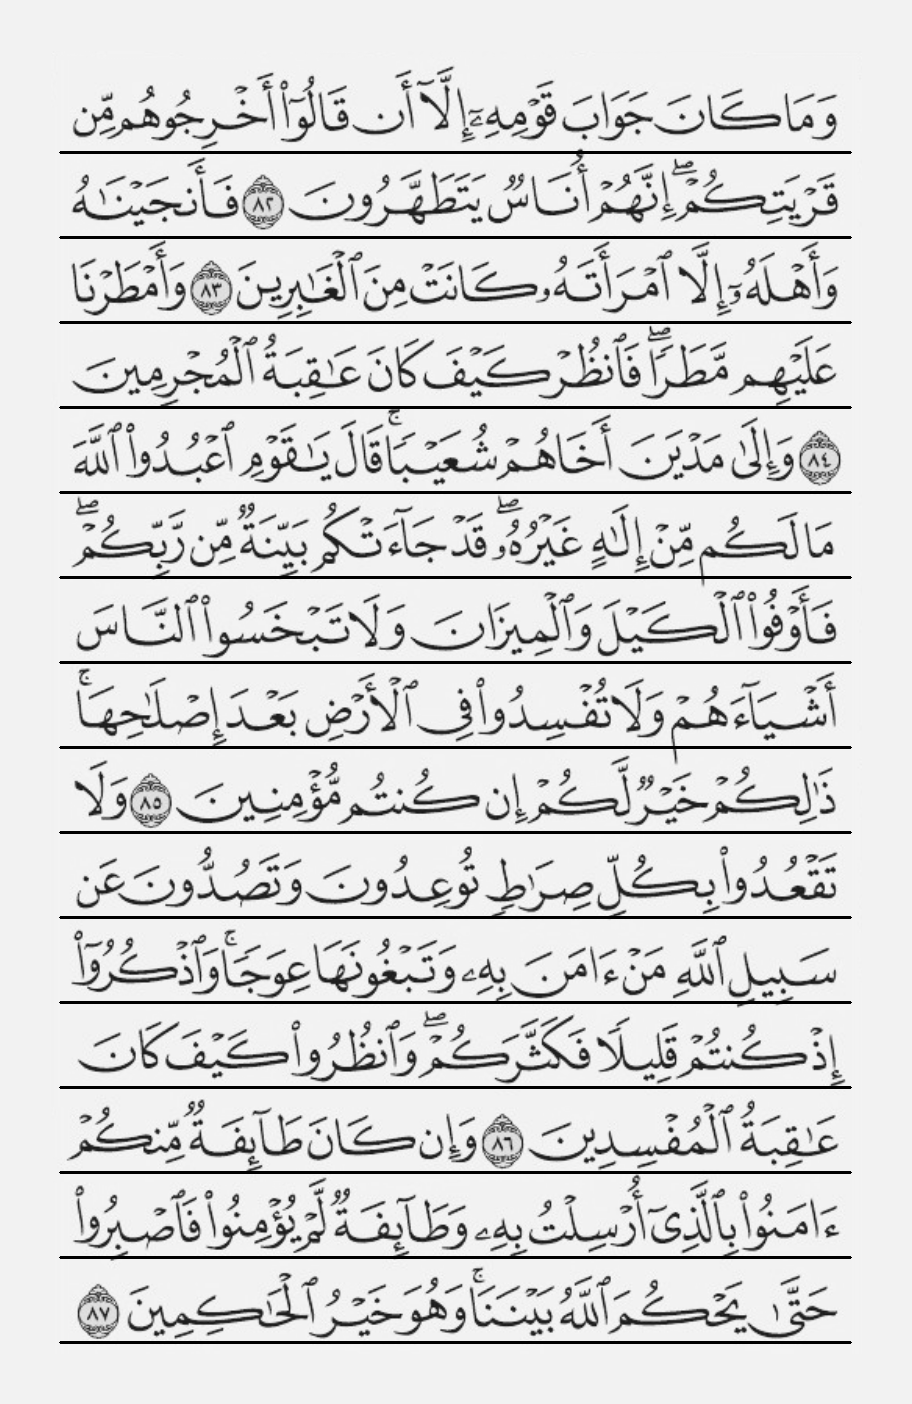 وَمَا كَانَ جَوَابَ قَوْمِهِۦٓ إِلَّآ أَن قَالُوٓا۟ أَخْرِجُوهُم مِّن
قَرْيَتِكُمْ ۖ إِنَّهُمْ أُنَاسٌ يَتَطَهَّرُونَ ٨٢ فَأَنجَيْنَٰهُ
وَأَهْلَهُۥٓ إِلَّا ٱمْرَأَتَهُۥ كَانَتْ مِنَ ٱلْغَٰبِرِينَ ٨٣ وَأَمْطَرْنَا
عَلَيْهِم مَّطَرًا ۖ فَٱنظُرْ كَيْفَ كَانَ عَٰقِبَةُ ٱلْمُجْرِمِينَ
٨٤ وَإِلَىٰ مَدْيَنَ أَخَاهُمْ شُعَيْبًا ۚ قَالَ يَٰقَوْمِ ٱعْبُدُوا۟ ٱللَّهَ
مَا لَكُم مِّنْ إِلَٰهٍ غَيْرُهُۥ ۖ قَدْ جَآءَتْكُم بَيِّنَةٌ مِّن رَّبِّكُمْ ۖ
فَأَوْفُوا۟ ٱلْكَيْلَ وَٱلْمِيزَانَ وَلَا تَبْخَسُوا۟ ٱلنَّاسَ
أَشْيَآءَهُمْ وَلَا تُفْسِدُوا۟ فِى ٱلْأَرْضِ بَعْدَ إِصْلَٰحِهَا ۚ
ذَٰلِكُمْ خَيْرٌ لَّكُمْ إِن كُنتُم مُّؤْمِنِينَ ٨٥ وَلَا
تَقْعُدُوا۟ بِكُلِّ صِرَٰطٍ تُوعِدُونَ وَتَصُدُّونَ عَن
سَبِيلِ ٱللَّهِ مَنْ ءَامَنَ بِهِۦ وَتَبْغُونَهَا عِوَجًا ۚ وَٱذْكُرُوٓا۟
إِذْ كُنتُمْ قَلِيلًا فَكَثَّرَكُمْ ۖ وَٱنظُرُوا۟ كَيْفَ كَانَ
عَٰقِبَةُ ٱلْمُفْسِدِينَ ٨٦ وَإِن كَانَ طَآئِفَةٌ مِّنكُمْ
ءَامَنُوا۟ بِٱلَّذِىٓ أُرْسِلْتُ بِهِۦ وَطَآئِفَةٌ لَّمْ يُؤْمِنُوا۟ فَٱصْبِرُوا۟
حَتَّىٰ يَحْكُمَ ٱللَّهُ بَيْنَنَا ۚ وَهُوَ خَيْرُ ٱلْحَٰكِمِينَ ٨٧